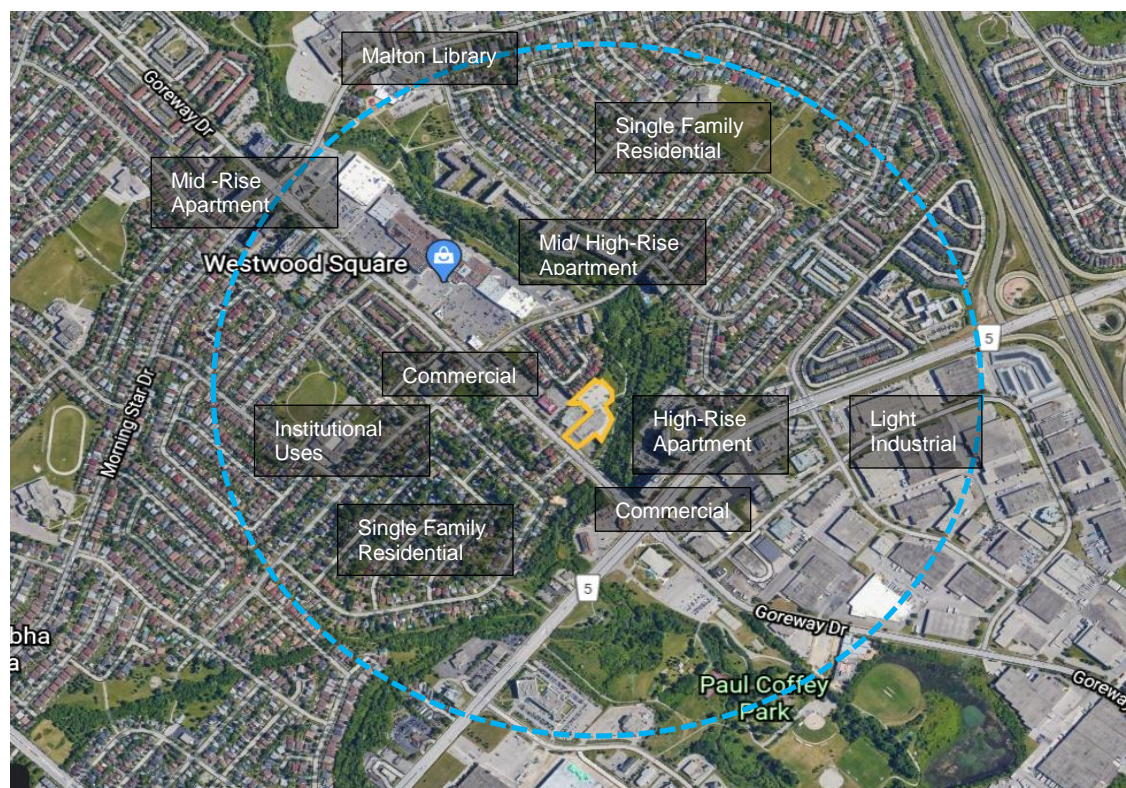 Malton Library
Goreway Dr
Single Family
Residential
Mid -Rise
Apartment
Mid/ High-Rise
Apartment
Westwood Square
5
Commercial
Morning Star Dr
Institutional
Uses
High-Rise
Apartment
Light
Industrial
Commercial
Single Family
Residential
5
Goreway Dr
bha
a
Paul Coffey
Park
Goreway